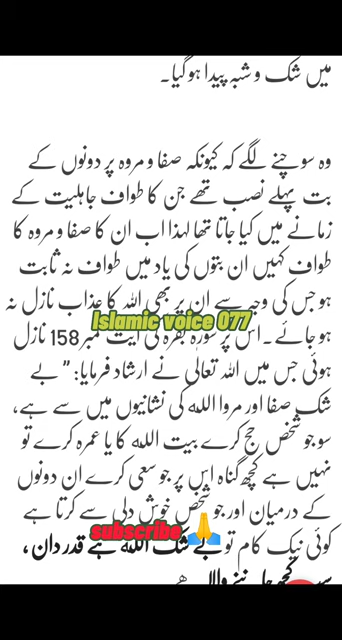 میں شک و شبہ پیدا ہو گیا۔
وہ سوچنے لگے کہ کیونکہ صفا و مروہ پر دونوں کے
بت پہلے نصب تھے جن کا طواف جاہلیت کے
زمانے میں کیا جاتا تھا لہذا اب ان کا صفا و مروہ کا
طواف کہیں ان بتوں کی یاد میں طواف نہ ثابت
ہو جس کی وجہ سے ان پر بھی اللہ کا عذاب نازل نہ
Islamic voice 077
ہو جائے۔ اس پر سورہ بقرہ کی آیت نمبر 158 نازل
ہوئی جس میں اللہ تعالی نے ارشاد فرمایا: ” بے
شک صفا اور مروا اللہ کی نشانیوں میں سے ہے،
سو جو شخص حج کرے بیت اللہ کا یا عمرہ کرے تو
نہیں ہے کچھ گناہ اس پر جو سعی کرے ان دونوں
کے درمیان اور جو شخص خوش دلی سے کرتا ہے
کوئی نیک کام تو بے شک اللہ ہے قدر دان ،
subscribe 🙏